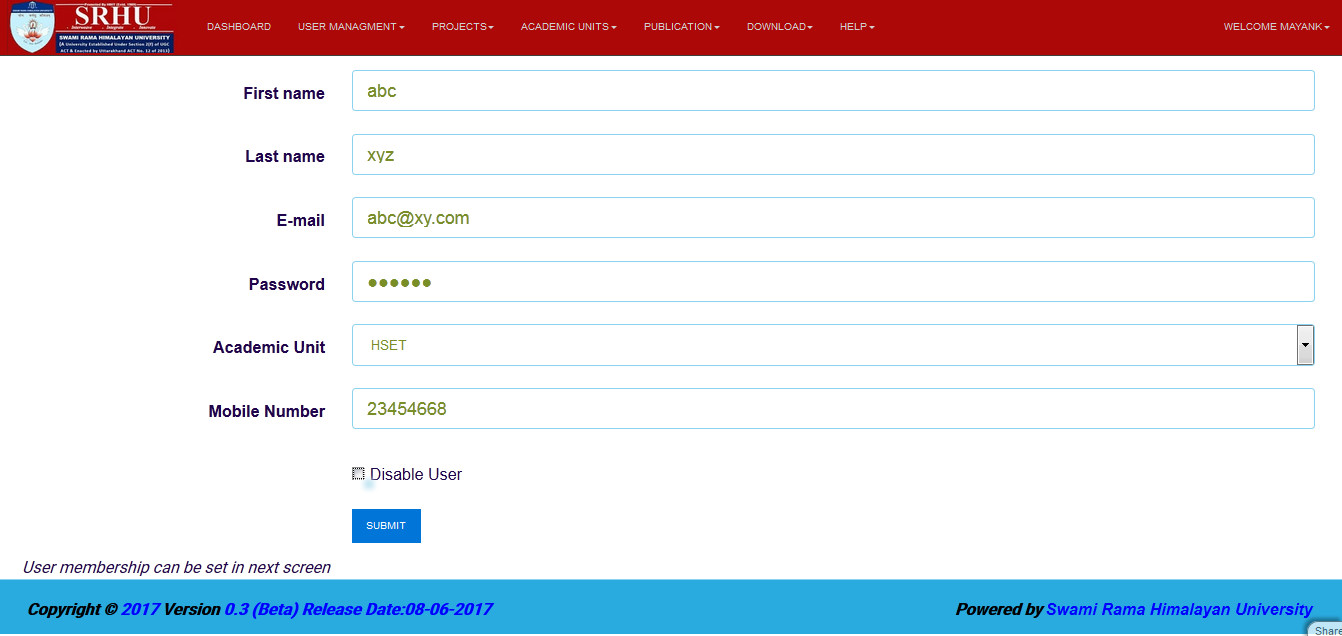 SRHU
SWAMI RAMA HIMALAYAN UNIVERSITY
(A University Established Under Section 2(f) of UGC
ACT & Enacted by Uttarakhand ACT No. 12 of 2013)
DASHBOARD USER MANAGMENT PROJECTS ACADEMIC UNITS PUBLICATION DOWNLOAD HELP WELCOME MAYANK
First name abc
Last name xyz
E-mail abc@xy.com
Password ●●●●●●
Academic Unit HSET
Mobile Number 23454668
Disable User
SUBMIT
User membership can be set in next screen
Copyright © 2017 Version 0.3 (Beta) Release Date:08-06-2017 Powered by Swami Rama Himalayan University
Share